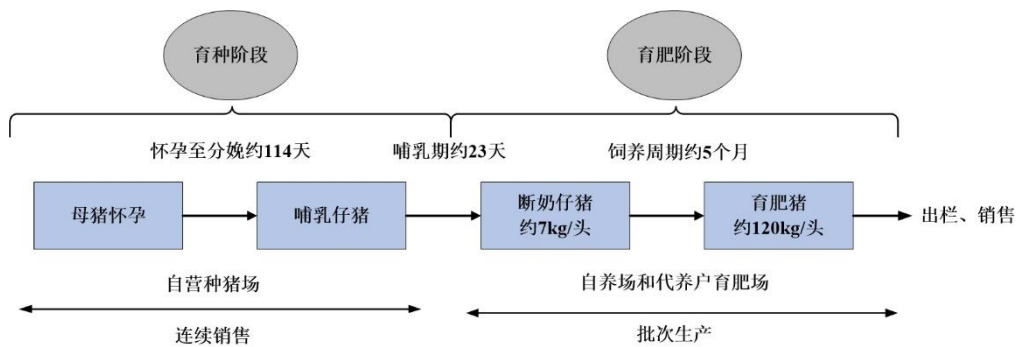 育种阶段
育肥阶段
怀孕至分娩约114天
哺乳期约23天
饲养周期约5个月
母猪怀孕
哺乳仔猪
断奶仔猪
约7kg/头
育肥猪
约120kg/头
出栏、销售
自营种猪场
自养场和代养户育肥场
连续销售
批次生产